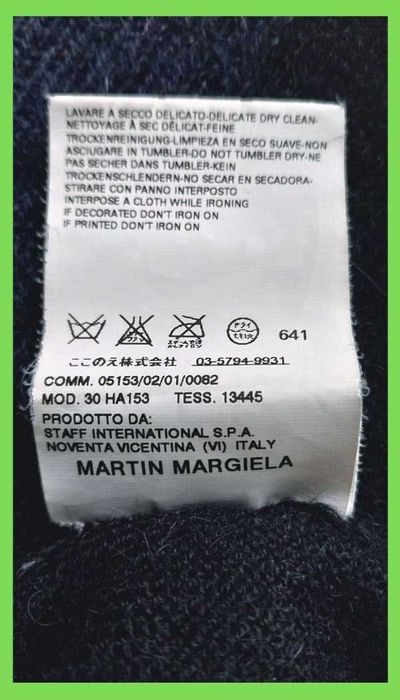 LAVARE A SECCO DELICATO-DELICATE DRY CLEAN-
NETTOYAGE À SEC DÉLICAT-FEINE
TROCKENREINIGUNG-LIMPIEZA EN SECO SUAVE-NON
ASCIUGARE IN TUMBLER-DO NOT TUMBLER DRY-NE
PAS SECHER DANS TUMBLER-KEIN
TROCKENSCHLENDERN-NO SECAR EN SECADORA-
STIRARE CON PANNO INTERPOSTO
INTERPOSE A CLOTH WHILE IRONING
IF DECORATED DON'T IRON ON
IF PRINTED DON'T IRON ON
ドライ 641
ここのえ株式会社 03-5794-9931
COMM. 05153/02/01/0082
MOD. 30 HA153 TESS. 13445
PRODOTTO DA:
STAFF INTERNATIONAL S.P.A.
NOVENTA VICENTINA (VI) ITALY
MARTIN MARGIELA